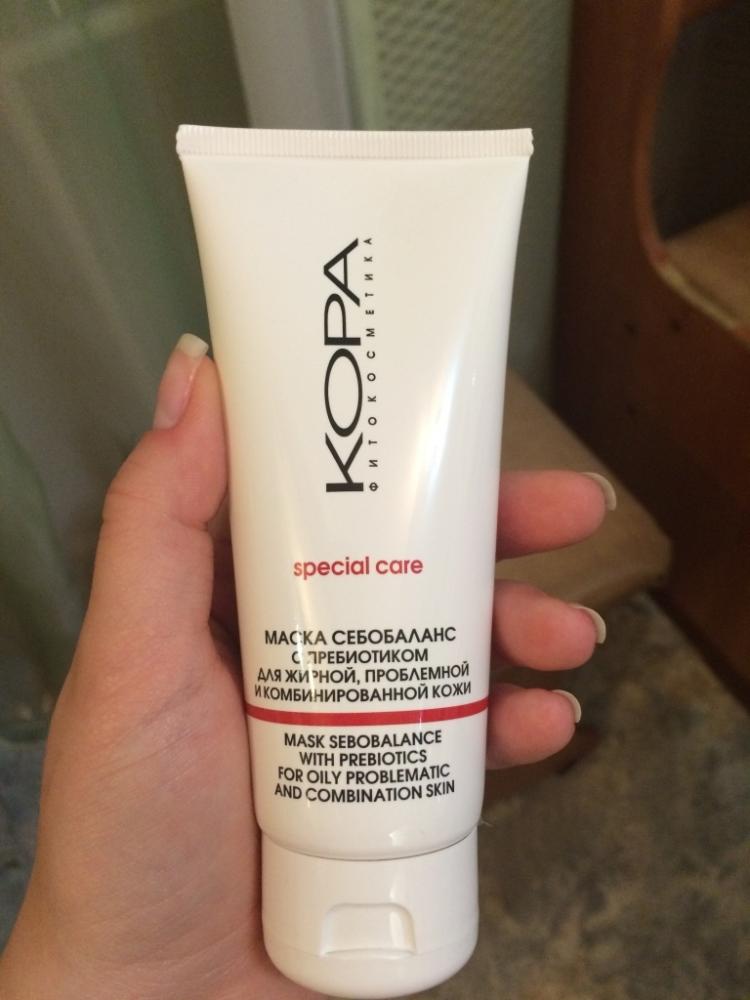 КОРА
ФИТОКОСМЕТИКА
special care
МАСКА СЕБОБАЛАНС
С ПРЕБИОТИКОМ
ДЛЯ ЖИРНОЙ, ПРОБЛЕМНОЙ
И КОМБИНИРОВАННОЙ КОЖИ
MASK SEBOBALANCE
WITH PREBIOTICS
FOR OILY PROBLEMATIC
AND COMBINATION SKIN